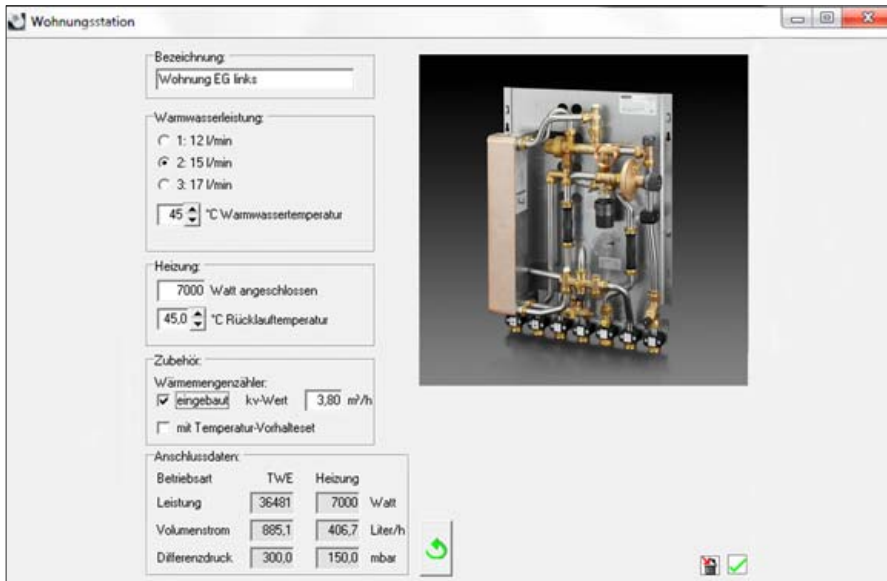 Wohnungsstation
Bezeichnung:
Wohnung EG links
Warmwasserleistung:
1: 12 l/min
2: 15 l/min
3: 17 l/min
45 °C Warmwassertemperatur
Heizung:
7000 Watt angeschlossen
45,0 °C Rücklauftemperatur
Zubehör:
Wärmemengenzähler:
eingebaut kv-Wert 3,80 m³/h
mit Temperatur-Vorhalteset
Anschlussdaten:
Betriebsart TWE Heizung
Leistung 36481 7000 Watt
Volumenstrom 885,1 406,7 Liter/h
Differenzdruck 300,0 150,0 mbar